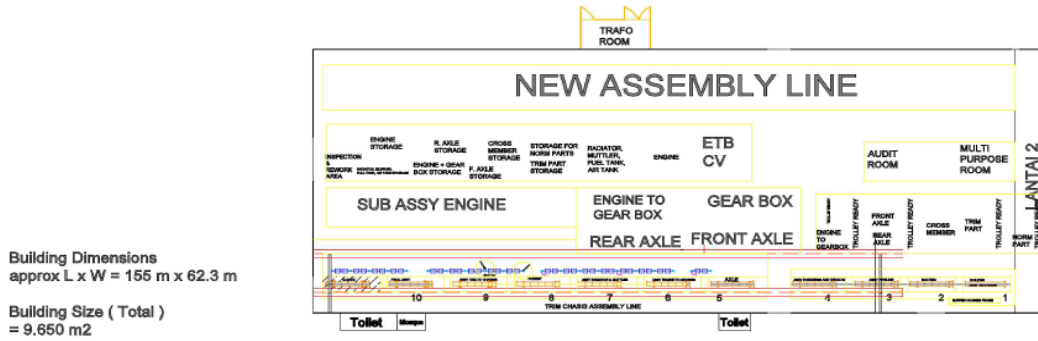 TRAFO
ROOM
NEW ASSEMBLY LINE
ENGINE
STORAGE
R. AXLE
STORAGE
CROSS
MEMBER
STORAGE
STORAGE FOR
NORM PARTS
TRIM PART
STORAGE
RADIATOR,
MUTTLER,
FUEL TANK,
AIR TANK
ENGINE
ETB
CV
INSPECTION
&
REWORK
AREA
ENGINE + GEAR
BOX STORAGE
F. AXLE
STORAGE
AUDIT
ROOM
MULTI
PURPOSE
ROOM
LANTAI 2
SUB ASSY ENGINE
ENGINE TO
GEAR BOX
GEAR BOX
REAR AXLE
FRONT AXLE
ENGINE
TO
GEARBOX
TROLLEY READY
FRONT
AXLE
REAR
AXLE
TROLLEY READY
CROSS
MEMBER
TRIM
PART
TROLLEY READY
NORM
PART
Building Dimensions
approx L x W = 155 m x 62.3 m
Building Size ( Total )
= 9.650 m2
AXLE
10
9
8
7
6
5
4
3
2
1
TRIM CHASIS ASSEMBLY LINE
Toilet
Mosque
Toilet